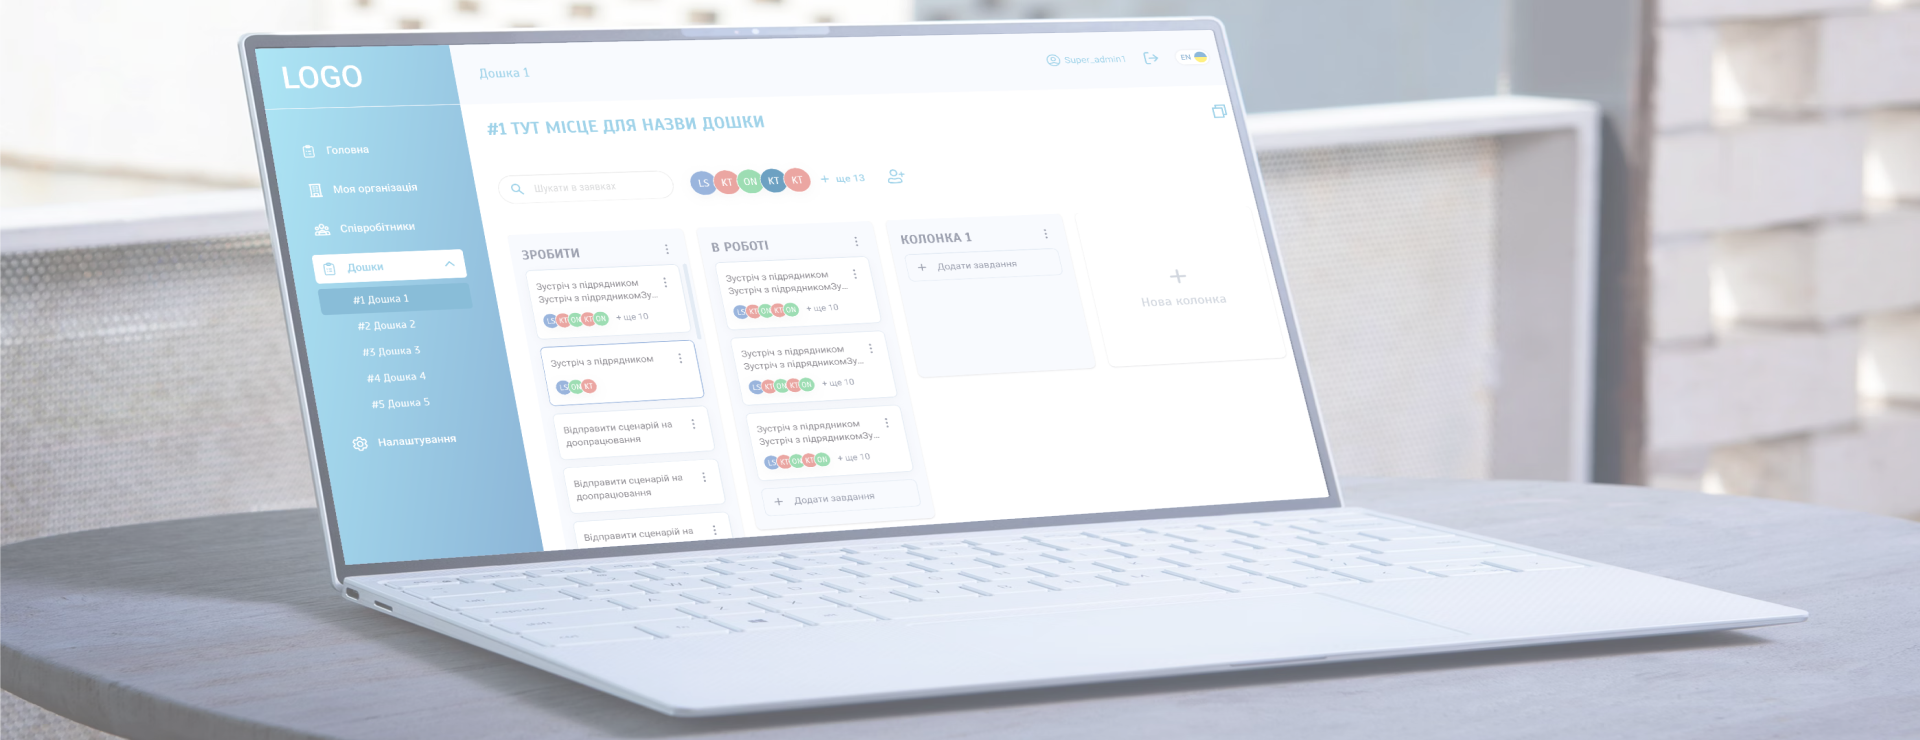 LOGO
Дошка 1
Super_admin1
EN
#1 ТУТ МІСЦЕ ДЛЯ НАЗВИ ДОШКИ
Головна
Моя організація
Співробітники
Дошки
#1 Дошка 1
#2 Дошка 2
#3 Дошка 3
#4 Дошка 4
#5 Дошка 5
Налаштування
Шукати в заявках
LS KT ON KT KT + ще 13
ЗРОБИТИ
Зустріч з підрядником
Зустріч з підрядникомЗу...
LS KT ON KT ON + ще 10
Зустріч з підрядником
LS ON KT
Відправити сценарій на
доопрацювання
Відправити сценарій на
доопрацювання
Відправити сценарій на
В РОБОТІ
Зустріч з підрядником
Зустріч з підрядникомЗу...
LS KT ON KT ON + ще 10
Зустріч з підрядником
Зустріч з підрядникомЗу...
LS KT ON KT ON + ще 10
Зустріч з підрядником
Зустріч з підрядникомЗу...
LS KT ON KT ON + ще 10
+ Додати завдання
КОЛОНКА 1
+ Додати завдання
+
Нова колонка